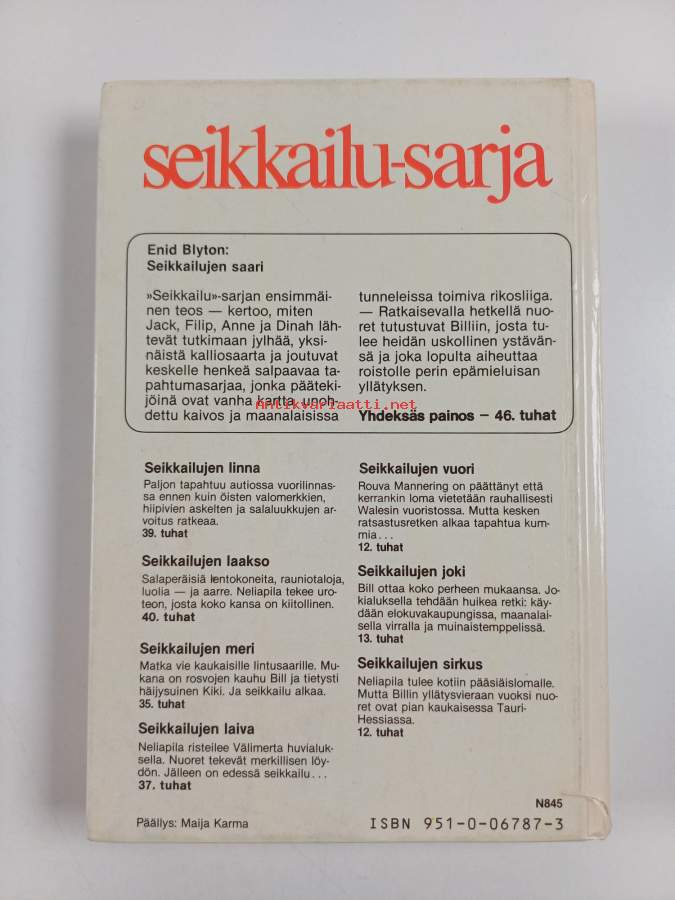 seikkailu-sarja
Enid Blyton:
Seikkailujen saari
»Seikkailu»-sarjan ensimmäi-
nen teos — kertoo, miten
Jack, Filip, Anne ja Dinah läh-
tevät tutkimaan jylhää, yksi-
näistä kalliosaarta ja joutuvat
keskelle henkeä salpaavaa ta-
pahtumasarjaa, jonka pääteki-
jöinä ovat vanha kartta, unoh-
dettu kaivos ja maanalaisissa
tunneleissa toimiva rikosliiga.
— Ratkaisevalla hetkellä nuo-
ret tutustuvat Billiin, josta tu-
lee heidän uskollinen ystävän-
sä ja joka lopulta aiheuttaa
roistolle perin epämieluisan
yllätyksen.
Yhdeksäs painos – 46. tuhat
antikvariaatti.net
Seikkailujen linna
Paljon tapahtuu autiossa vuorilinnas-
sa ennen kuin öisten valomerkkien,
hiipivien askelten ja salaluukkujen ar-
voitus ratkeaa.
39. tuhat
Seikkailujen laakso
Salaperäisiä lentokoneita, rauniotaloja,
luolia — ja aarre. Neliapila tekee uro-
teon, josta koko kansa on kiitollinen.
40. tuhat
Seikkailujen meri
Matka vie kaukaisille lintusaarille. Mu-
kana on rosvojen kauhu Bill ja tietysti
häijysuinen Kiki. Ja seikkailu alkaa.
35. tuhat
Seikkailujen laiva
Neliapila risteilee Välimerta huvialuk-
sella. Nuoret tekevät merkillisen löy-
dön. Jälleen on edessä seikkailu...
37. tuhat
Seikkailujen vuori
Rouva Mannering on päättänyt että
kerrankin loma vietetään rauhallisesti
Walesin vuoristossa. Mutta kesken
ratsastusretken alkaa tapahtua kum-
mia...
12. tuhat
Seikkailujen joki
Bill ottaa koko perheen mukaansa. Jo-
kialuksella tehdään huikea retki: käy-
dään elokuvakaupungissa, maanalai-
sella virralla ja muinaistemppelissä.
13. tuhat
Seikkailujen sirkus
Neliapila tulee kotiin pääsiäislomalle.
Mutta Billin yllätysvieraan vuoksi nuo-
ret ovat pian kaukaisessa Tauri-
Hessiassa.
12. tuhat
N845
Päällys: Maija Karma
ISBN 951-0-06787-3